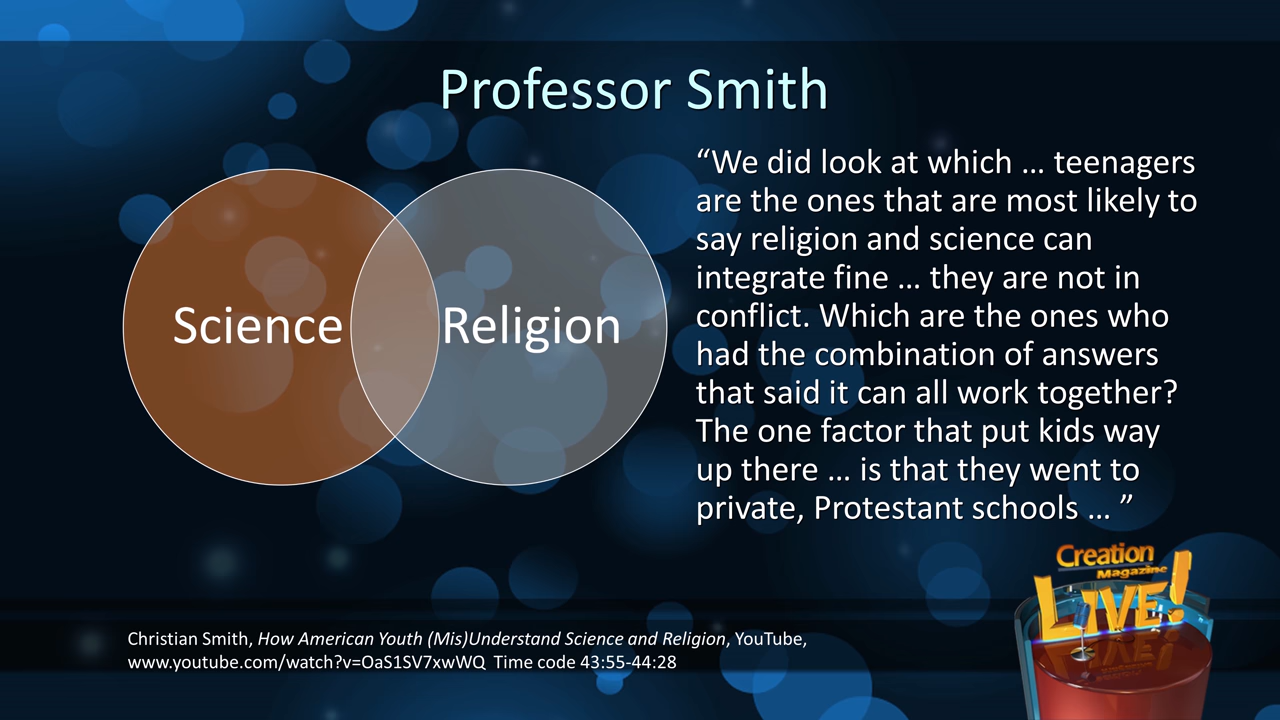 Professor Smith
Science
Religion
“We did look at which … teenagers
are the ones that are most likely to
say religion and science can
integrate fine … they are not in
conflict. Which are the ones who
had the combination of answers
that said it can all work together?
The one factor that put kids way
up there … is that they went to
private, Protestant schools … ”
Creation
Magazine
LIVE!
Christian Smith, How American Youth (Mis)Understand Science and Religion, YouTube,
www.youtube.com/watch?v=OaS1SV7xwWQ Time code 43:55-44:28